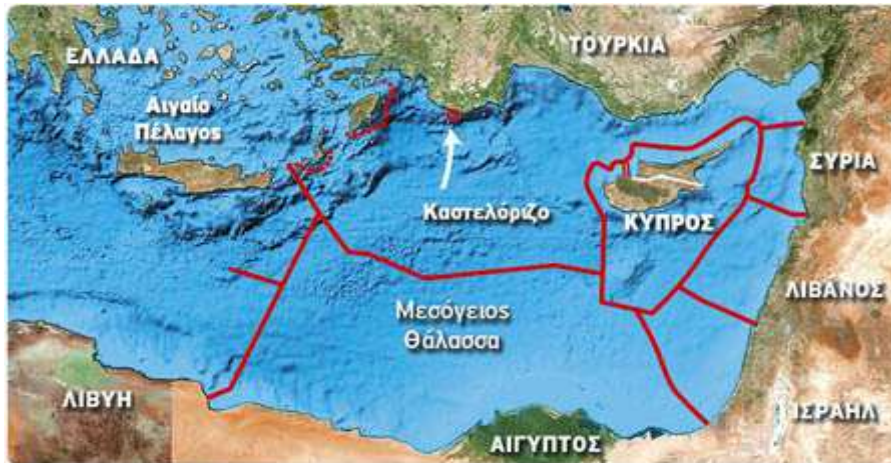 ΕΛΛΑΔΑ
ΤΟΥΡΚΙΑ
Αιγαίο
Πέλαγος
ΣΥΡΙΑ
Καστελόριζο
ΚΥΠΡΟΣ
ΛΙΒΑΝΟΣ
Μεσόγειος
Θάλασσα
ΛΙΒΥΗ
ΙΣΡΑΗΛ
ΑΙΓΥΠΤΟΣ